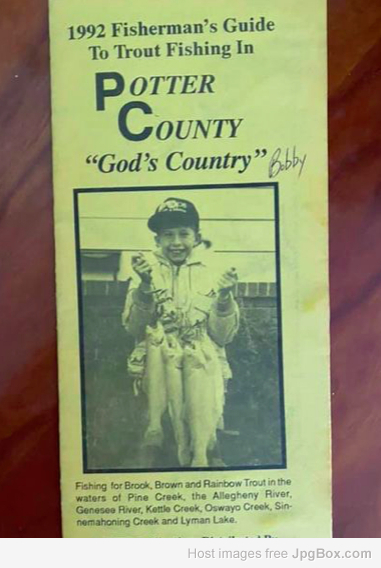 1992 Fisherman's Guide
To Trout Fishing In
POTTER
COUNTY
"God's Country" Bobby
Fishing for Brook, Brown and Rainbow Trout in the
waters of Pine Creek, the Allegheny River,
Genesee River, Kettle Creek, Oswayo Creek, Sin-
nemahoning Creek and Lyman Lake.
Host images free JpgBox.com